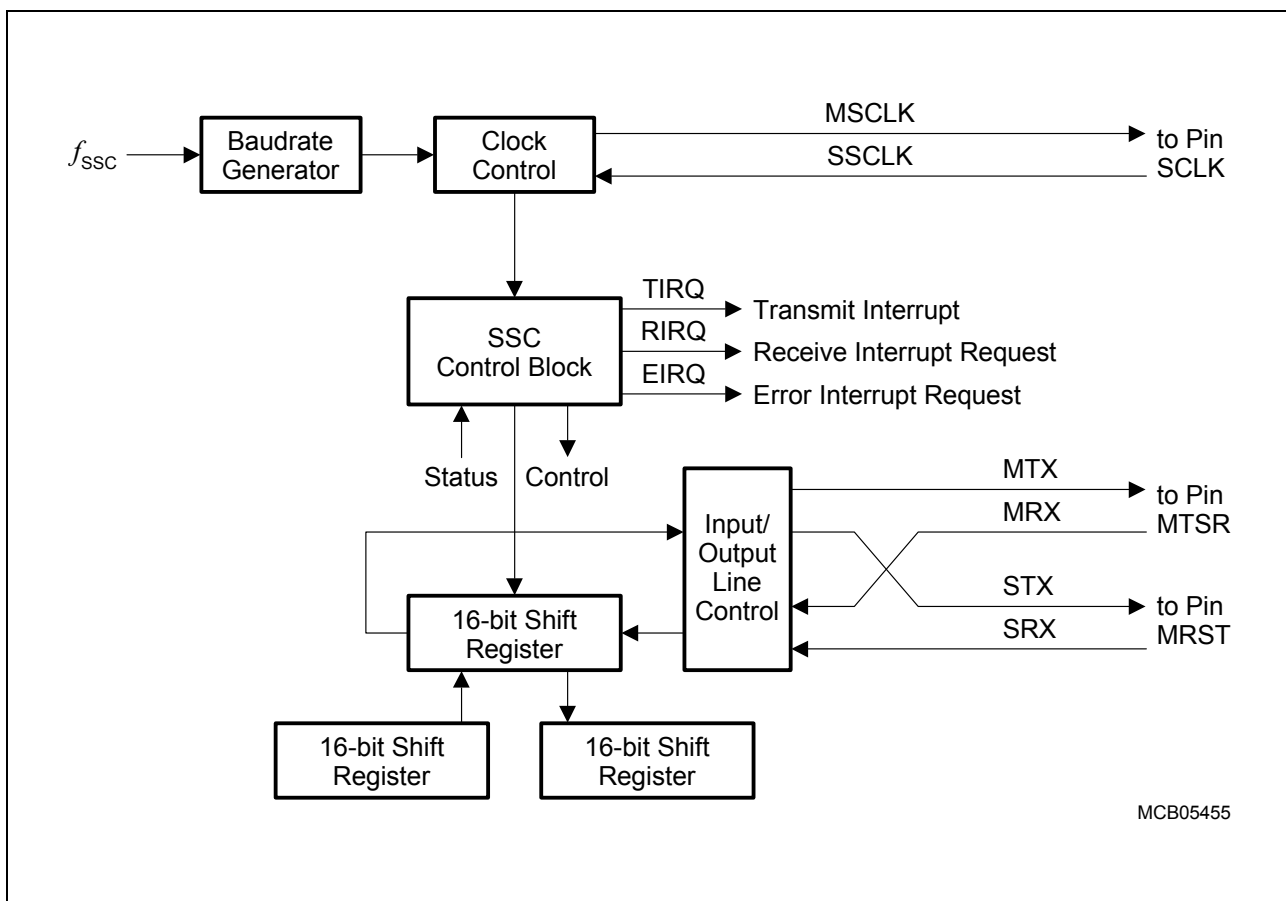 MSCLK
f_SSC
Baudrate
Generator
Clock
Control
SSCLK
to Pin
SCLK
TIRQ
Transmit Interrupt
SSC
Control Block
RIRQ
Receive Interrupt Request
EIRQ
Error Interrupt Request
Status
Control
MTX
to Pin
MTSR
MRX
Input/
Output
Line
Control
STX
to Pin
MRST
SRX
16-bit Shift
Register
16-bit Shift
Register
16-bit Shift
Register
MCB05455